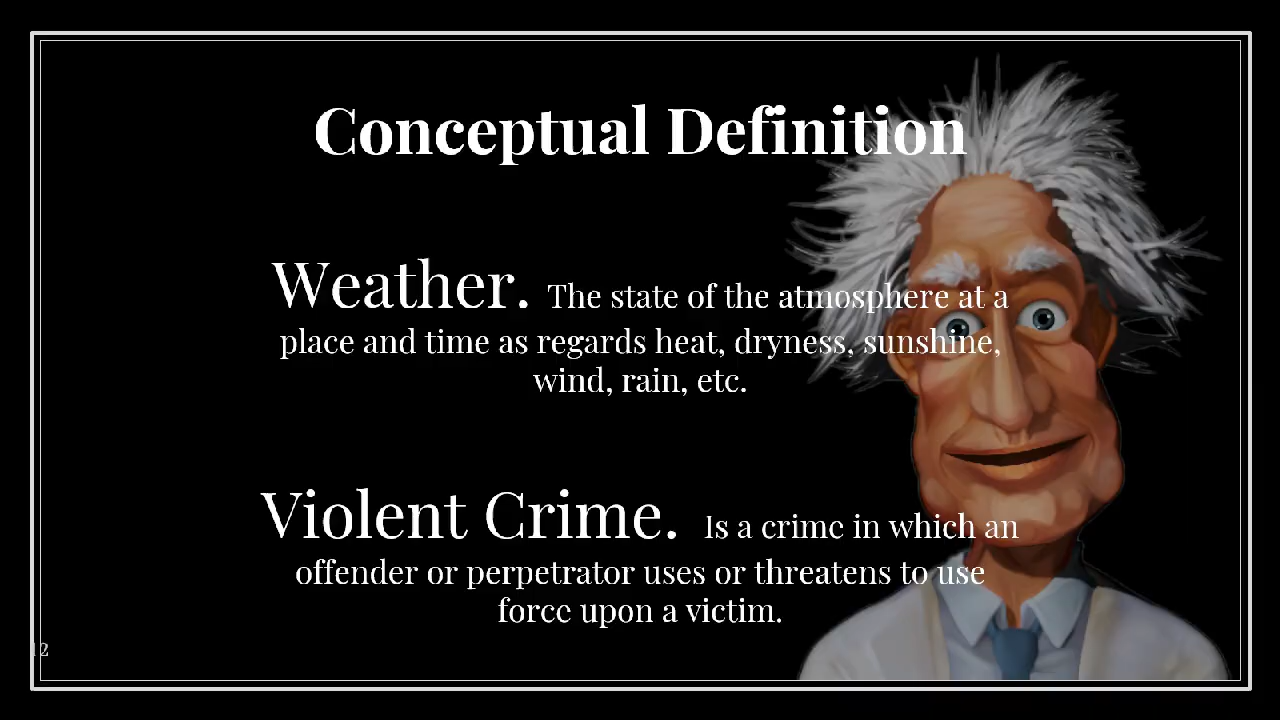 Conceptual Definition
Weather. The state of the atmosphere at a
place and time as regards heat, dryness, sunshine,
wind, rain, etc.
Violent Crime. Is a crime in which an
offender or perpetrator uses or threatens to use
force upon a victim.
12